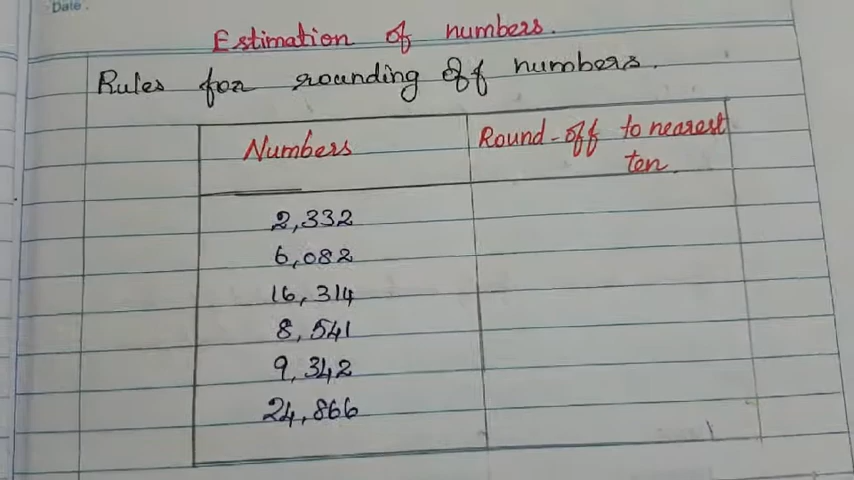 Date :
Estimation of numbers.
Rules for rounding off numbers.
Numbers
Round-off to nearest
ten.
2,332
6,082
16,314
8,541
9,342
24,866